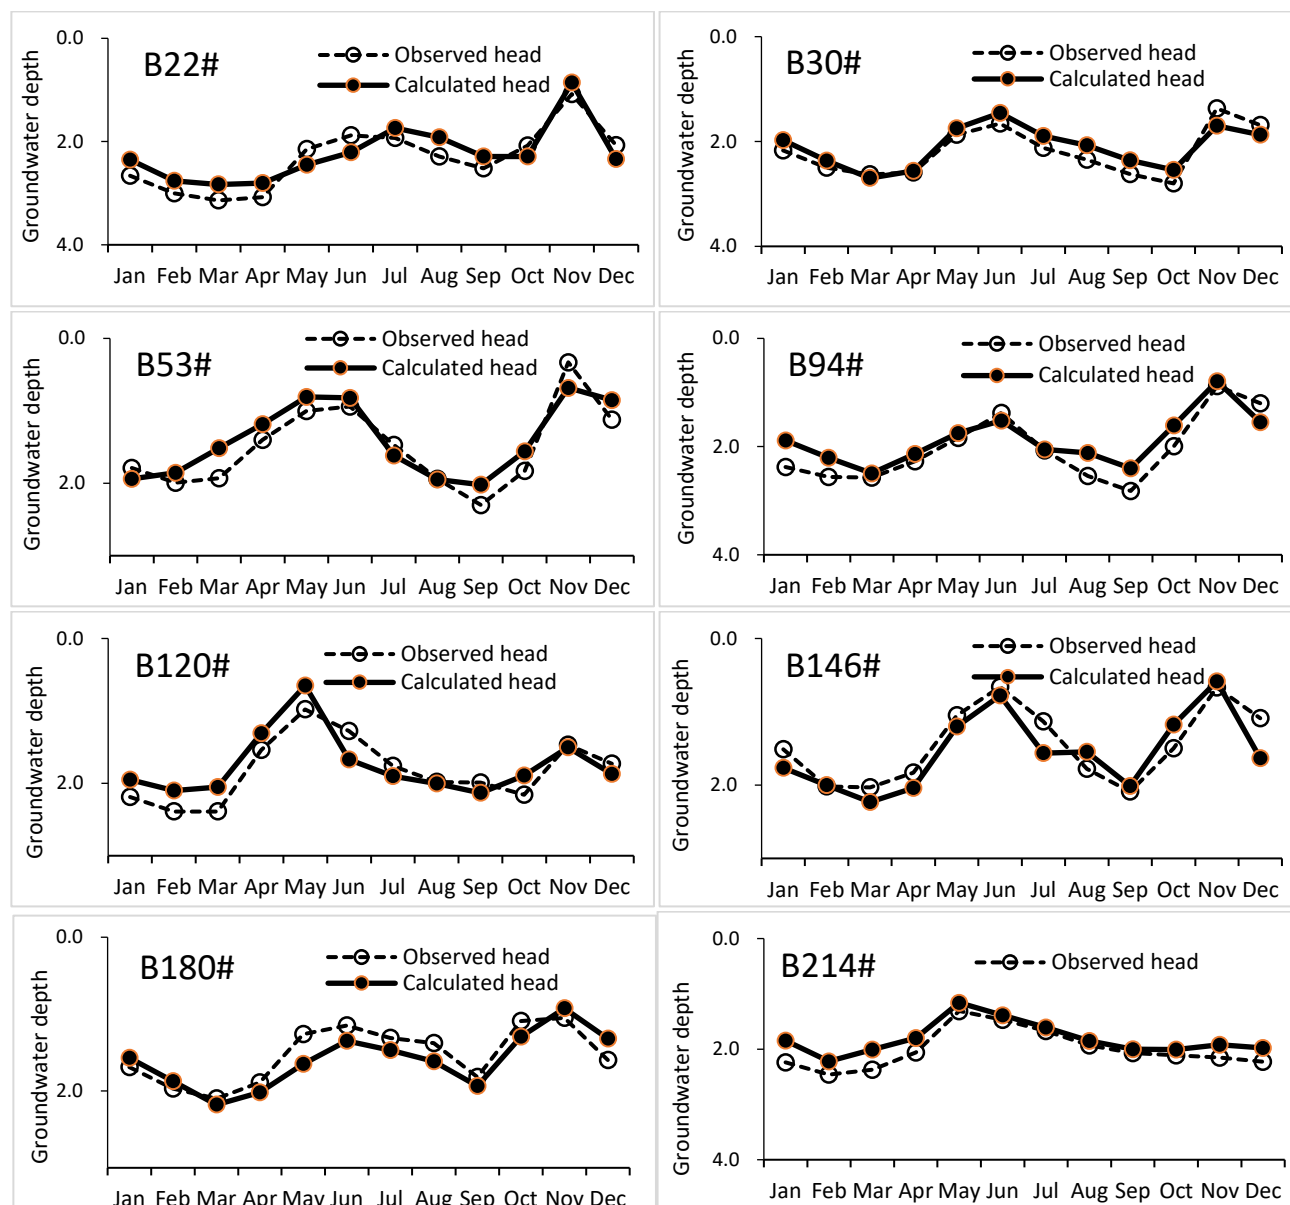 B22#
Observed head
Calculated head
Groundwater depth
0.0
2.0
4.0
Jan Feb Mar Apr May Jun Jul Aug Sep Oct Nov Dec
B30#
Observed head
Calculated head
Groundwater depth
0.0
2.0
4.0
Jan Feb Mar Apr May Jun Jul Aug Sep Oct Nov Dec
B53#
Observed head
Calculated head
Groundwater depth
0.0
2.0
Jan Feb Mar Apr May Jun Jul Aug Sep Oct Nov Dec
B94#
Observed head
Calculated head
Groundwater depth
0.0
2.0
4.0
Jan Feb Mar Apr May Jun Jul Aug Sep Oct Nov Dec
B120#
Observed head
Calculated head
Groundwater depth
0.0
2.0
Jan Feb Mar Apr May Jun Jul Aug Sep Oct Nov Dec
B146#
Observed head
Calculated head
Groundwater depth
0.0
2.0
Jan Feb Mar Apr May Jun Jul Aug Sep Oct Nov Dec
B180#
Observed head
Calculated head
Groundwater depth
0.0
2.0
Jan Feb Mar Apr May Jun Jul Aug Sep Oct Nov Dec
B214#
Observed head
Groundwater depth
0.0
2.0
4.0
Jan Feb Mar Apr May Jun Jul Aug Sep Oct Nov Dec